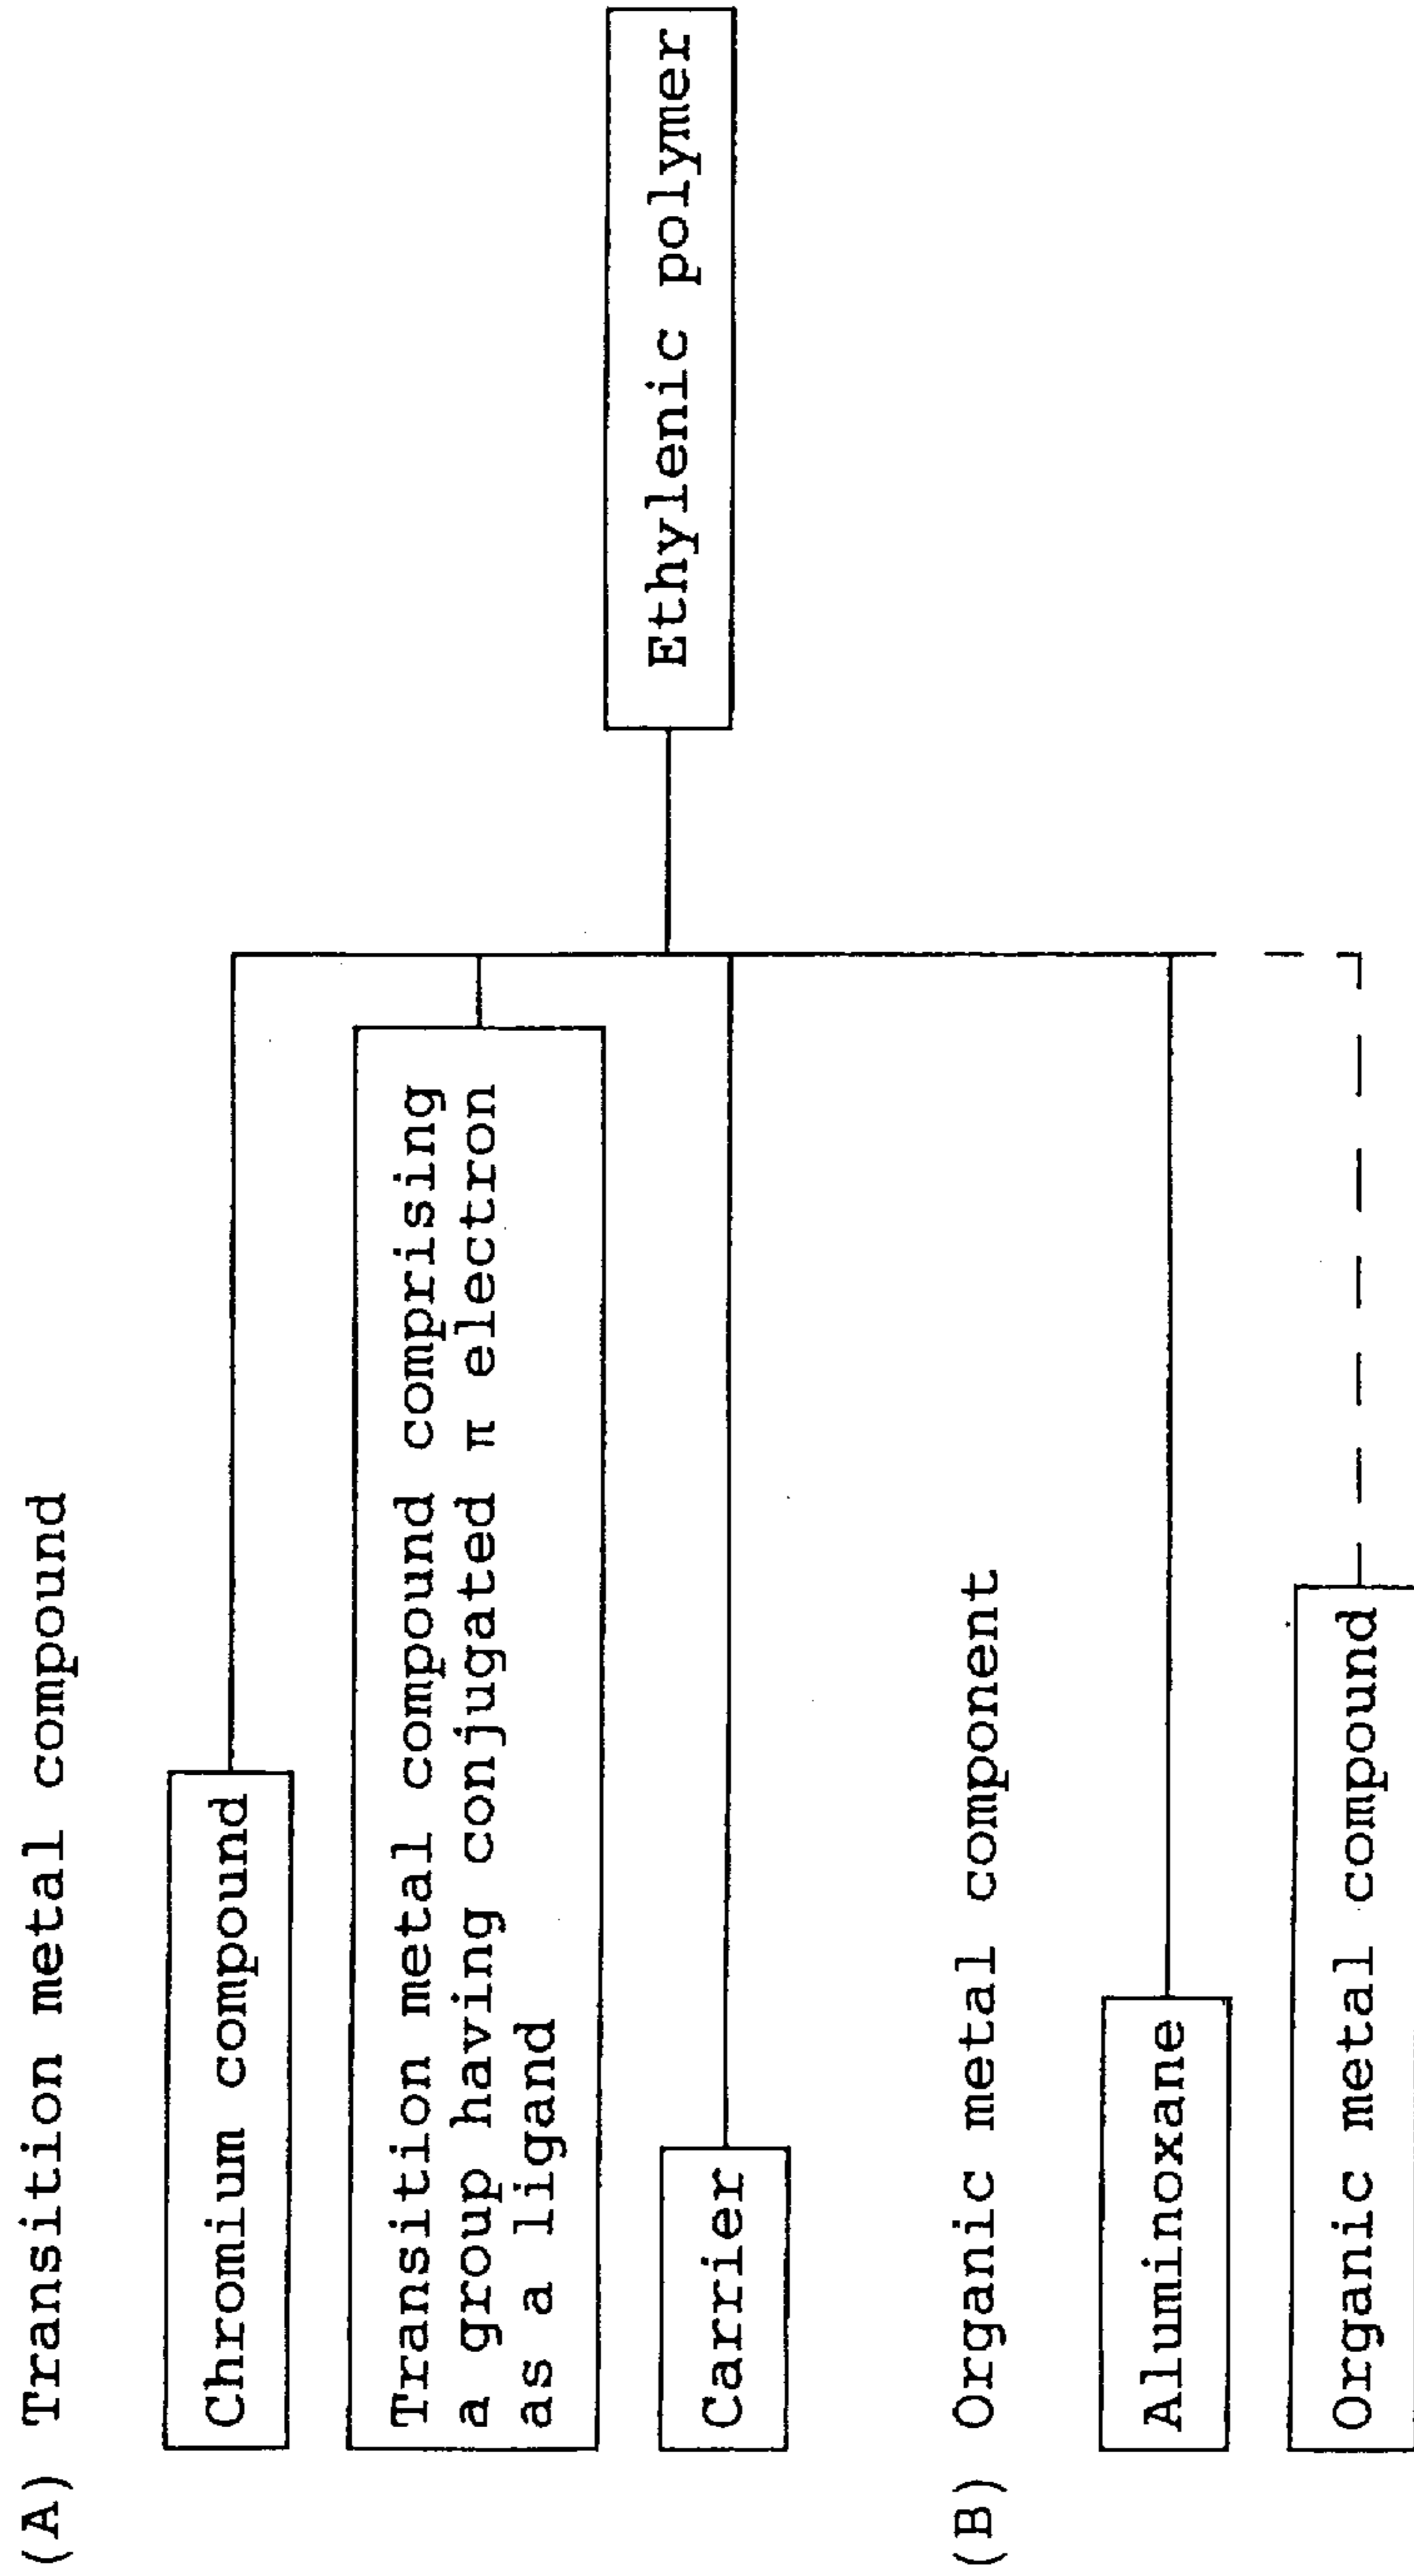 (A) Transition metal compound
Chromium compound
Transition metal compound comprising
a group having conjugated π electron
as a ligand
Carrier
Ethylenic polymer
(B) Organic metal component
Aluminoxane
Organic metal compound